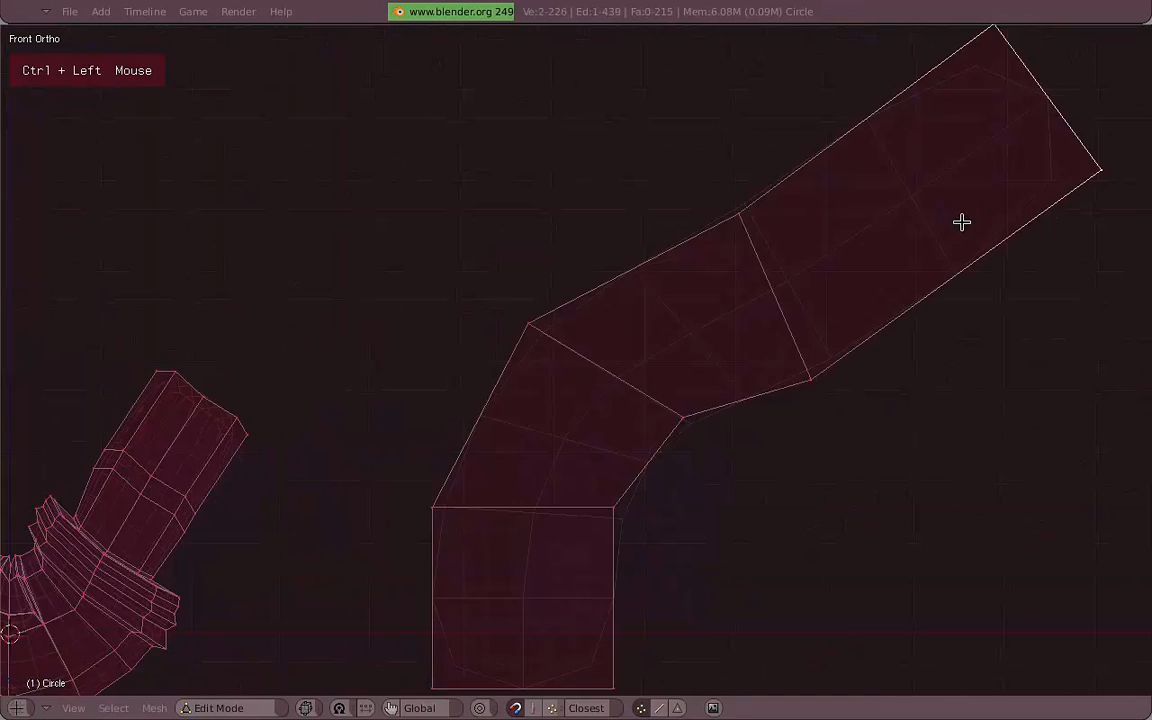 File Add Timeline Game Render Help www.blender.org 249 Ve:2-226 | Ed:1-439 | Fa:0-215 | Mem:6.08M (0.09M) Circle
Front Ortho
Ctrl + Left Mouse
(1) Circle
View Select Mesh Edit Mode Global Closest